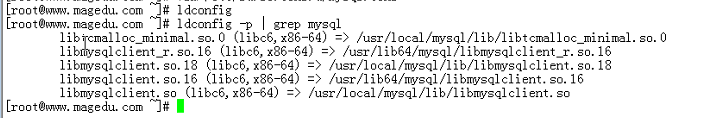 [root@www.magedu.com ~]# ldconfig
[root@www.magedu.com ~]# ldconfig -p | grep mysql
libtcmalloc_minimal.so.0 (libc6,x86-64) => /usr/local/mysql/lib/libtcmalloc_minimal.so.0
libmysqlclient_r.so.16 (libc6,x86-64) => /usr/lib64/mysql/libmysqlclient_r.so.16
libmysqlclient.so.18 (libc6,x86-64) => /usr/local/mysql/lib/libmysqlclient.so.18
libmysqlclient.so.16 (libc6,x86-64) => /usr/lib64/mysql/libmysqlclient.so.16
libmysqlclient.so (libc6,x86-64) => /usr/local/mysql/lib/libmysqlclient.so
[root@www.magedu.com ~]#